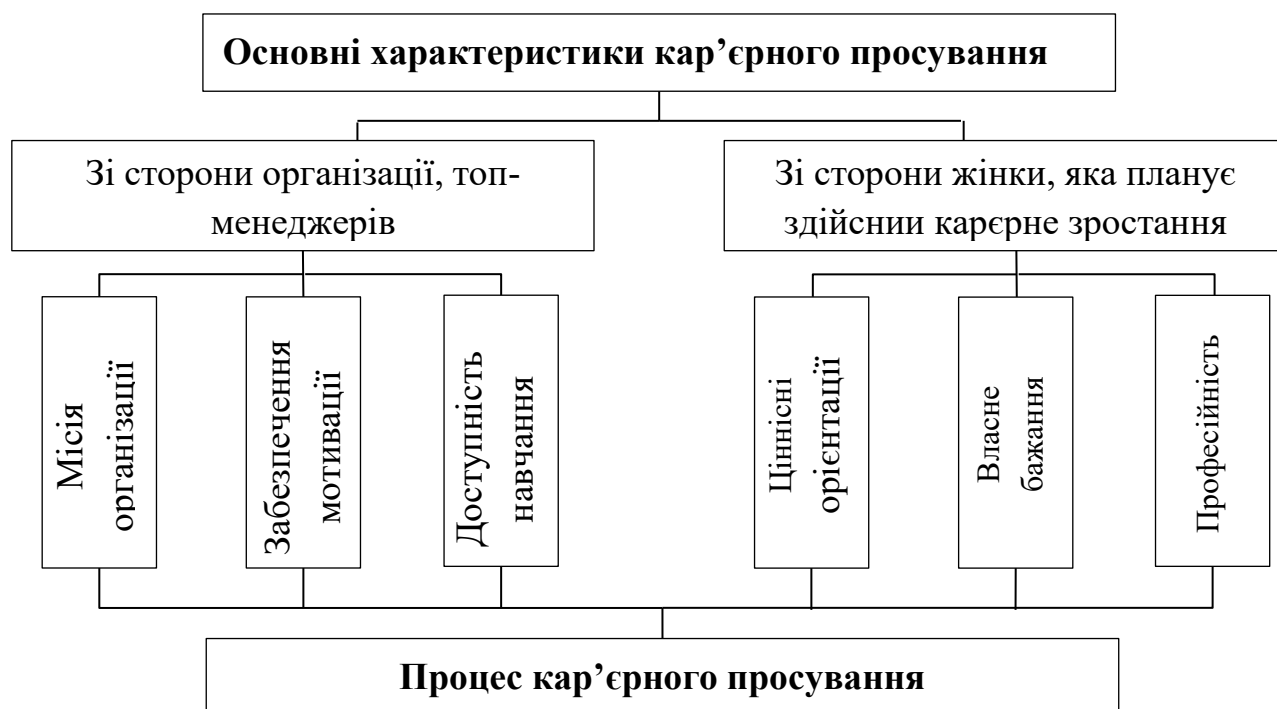 Основні характеристики кар’єрного просування
Зі сторони організації, топ-
менеджерів
Зі сторони жінки, яка планує
здійснии карєрне зростання
Місія
організації
Забезпечення
мотивації
Доступність
навчання
Ціннісні
орієнтації
Власне
бажання
Професійність
Процес кар’єрного просування